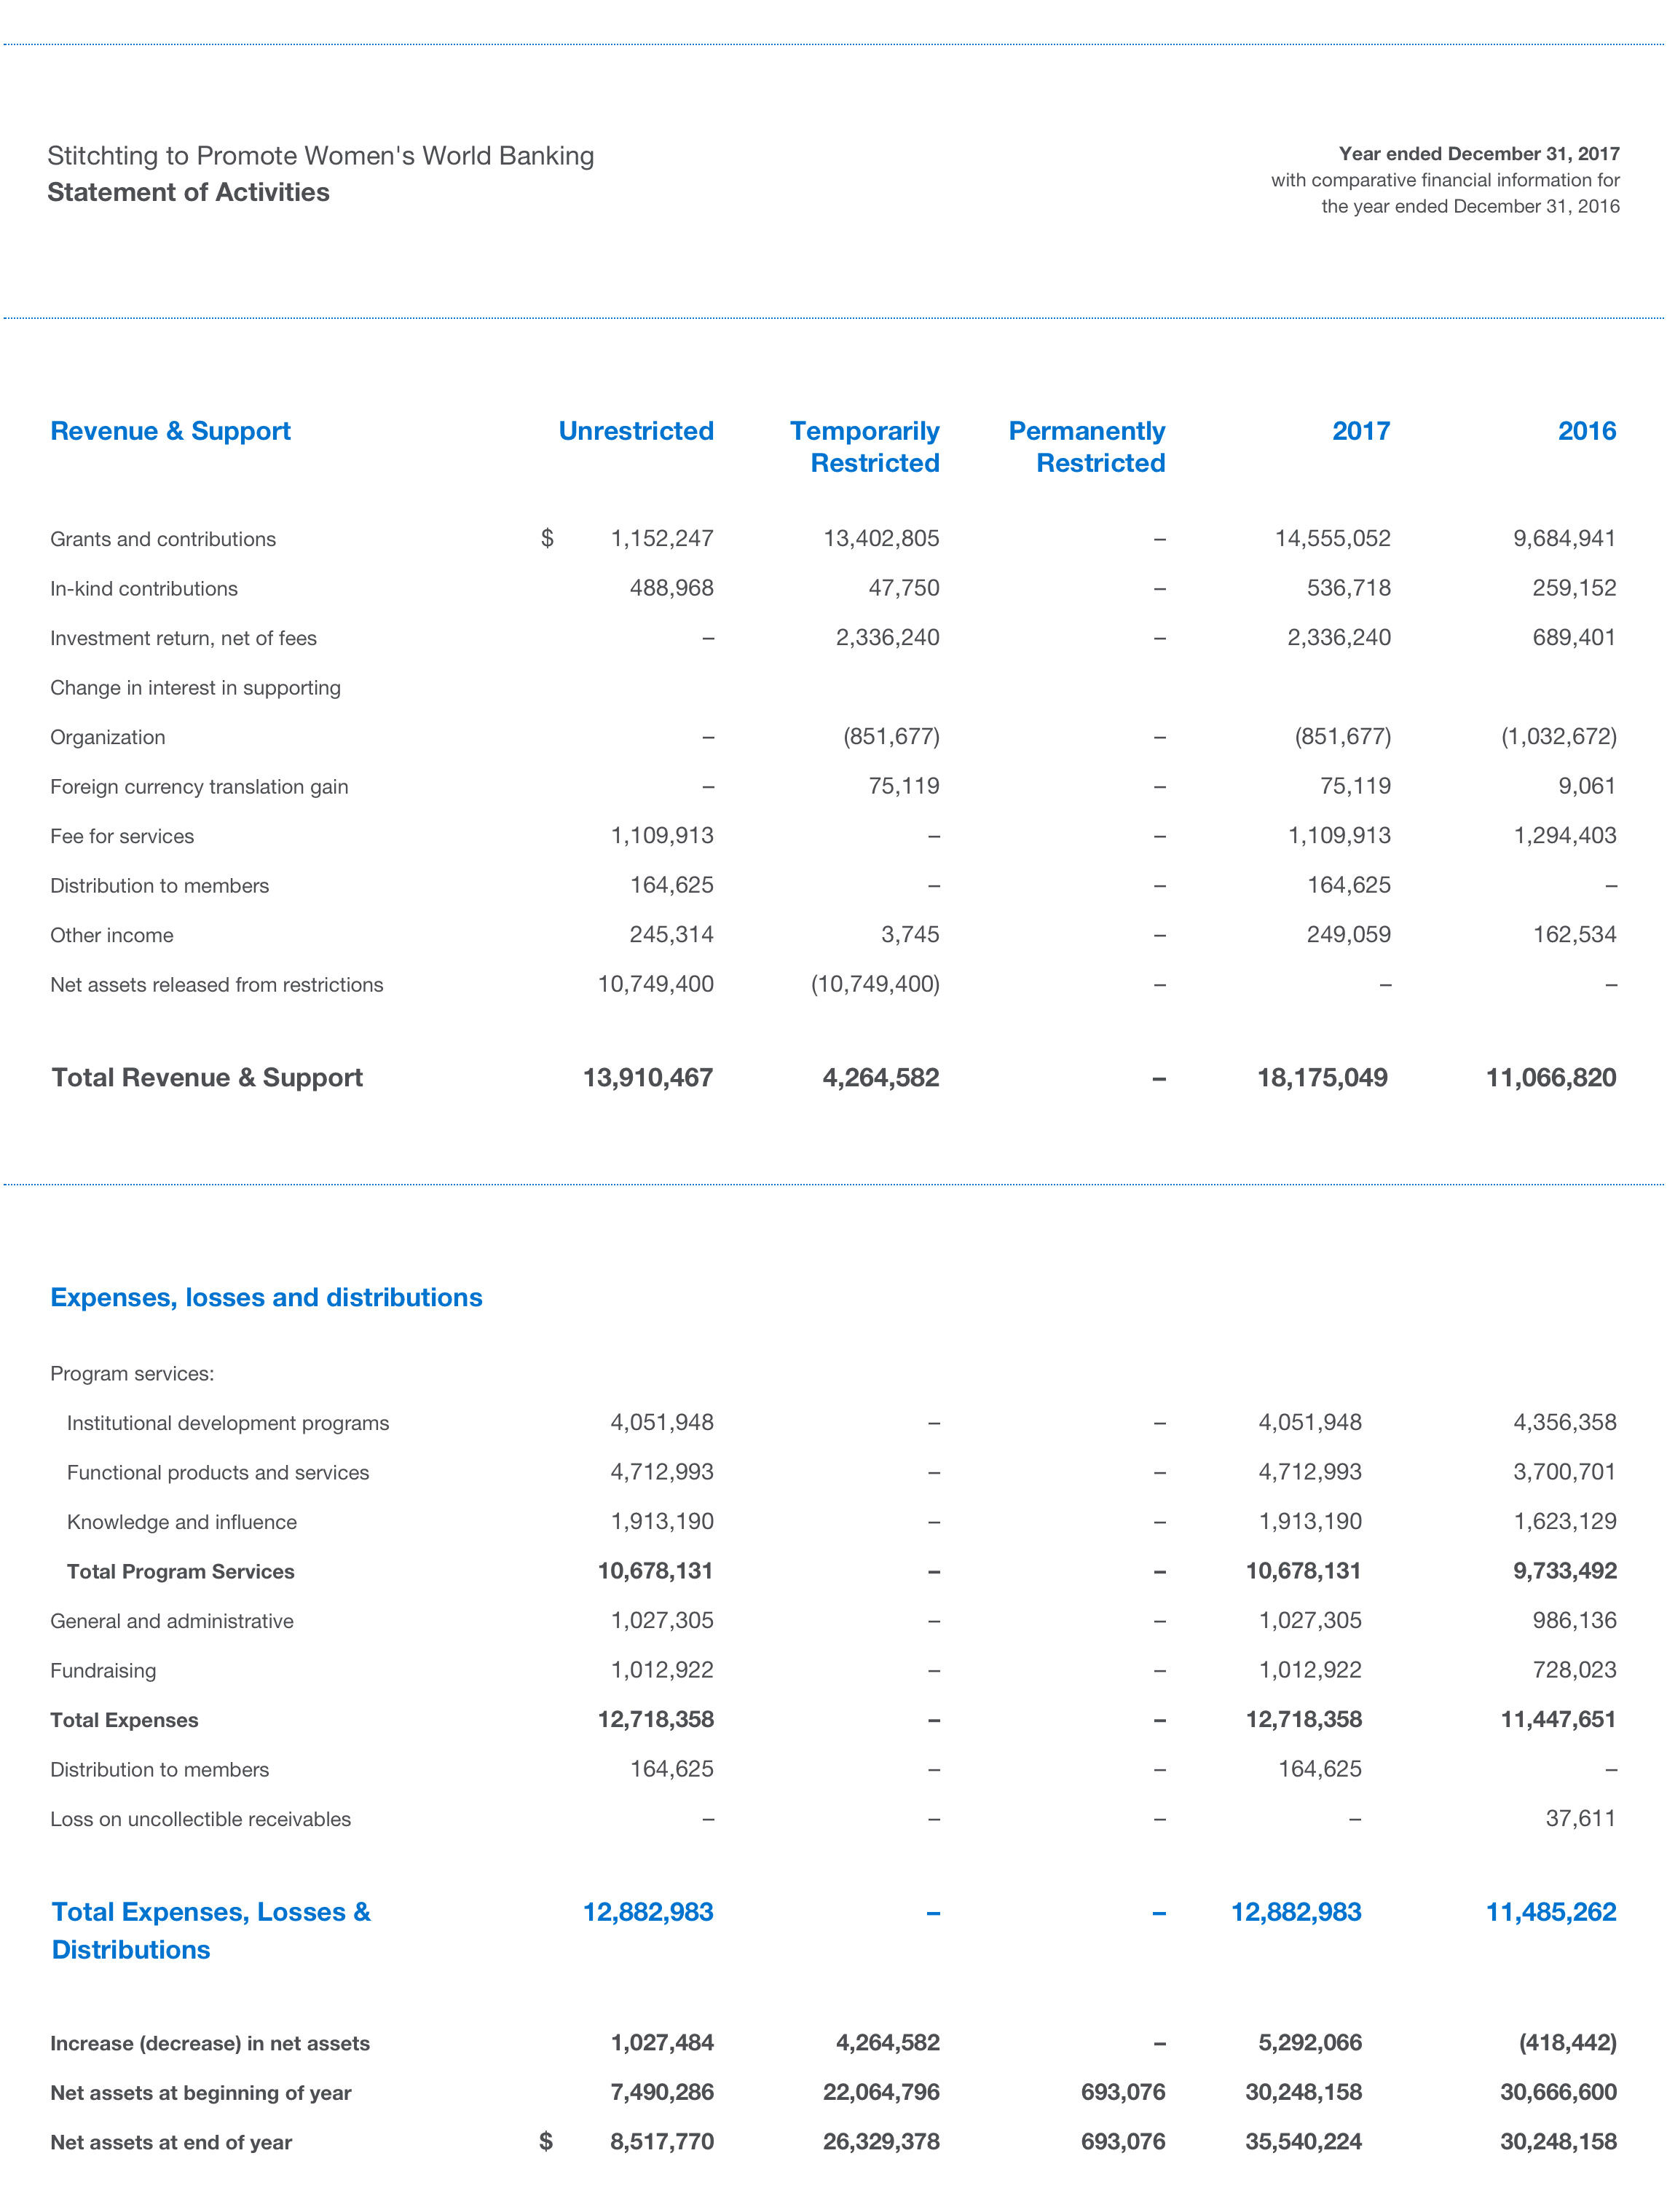 Stitchting to Promote Women's World Banking
Statement of Activities
Year ended December 31, 2017
with comparative financial information for
the year ended December 31, 2016
Revenue & Support Unrestricted Temporarily Restricted Permanently Restricted 2017 2016
Grants and contributions $ 1,152,247 13,402,805 – 14,555,052 9,684,941
In-kind contributions 488,968 47,750 – 536,718 259,152
Investment return, net of fees – 2,336,240 – 2,336,240 689,401
Change in interest in supporting
Organization – (851,677) – (851,677) (1,032,672)
Foreign currency translation gain – 75,119 – 75,119 9,061
Fee for services 1,109,913 – – 1,109,913 1,294,403
Distribution to members 164,625 – – 164,625 –
Other income 245,314 3,745 – 249,059 162,534
Net assets released from restrictions 10,749,400 (10,749,400) – – –
Total Revenue & Support 13,910,467 4,264,582 – 18,175,049 11,066,820
Expenses, losses and distributions
Program services:
Institutional development programs 4,051,948 – – 4,051,948 4,356,358
Functional products and services 4,712,993 – – 4,712,993 3,700,701
Knowledge and influence 1,913,190 – – 1,913,190 1,623,129
Total Program Services 10,678,131 – – 10,678,131 9,733,492
General and administrative 1,027,305 – – 1,027,305 986,136
Fundraising 1,012,922 – – 1,012,922 728,023
Total Expenses 12,718,358 – – 12,718,358 11,447,651
Distribution to members 164,625 – – 164,625 –
Loss on uncollectible receivables – – – – 37,611
Total Expenses, Losses & 12,882,983 – – 12,882,983 11,485,262
Distributions
Increase (decrease) in net assets 1,027,484 4,264,582 – 5,292,066 (418,442)
Net assets at beginning of year 7,490,286 22,064,796 693,076 30,248,158 30,666,600
Net assets at end of year $ 8,517,770 26,329,378 693,076 35,540,224 30,248,158